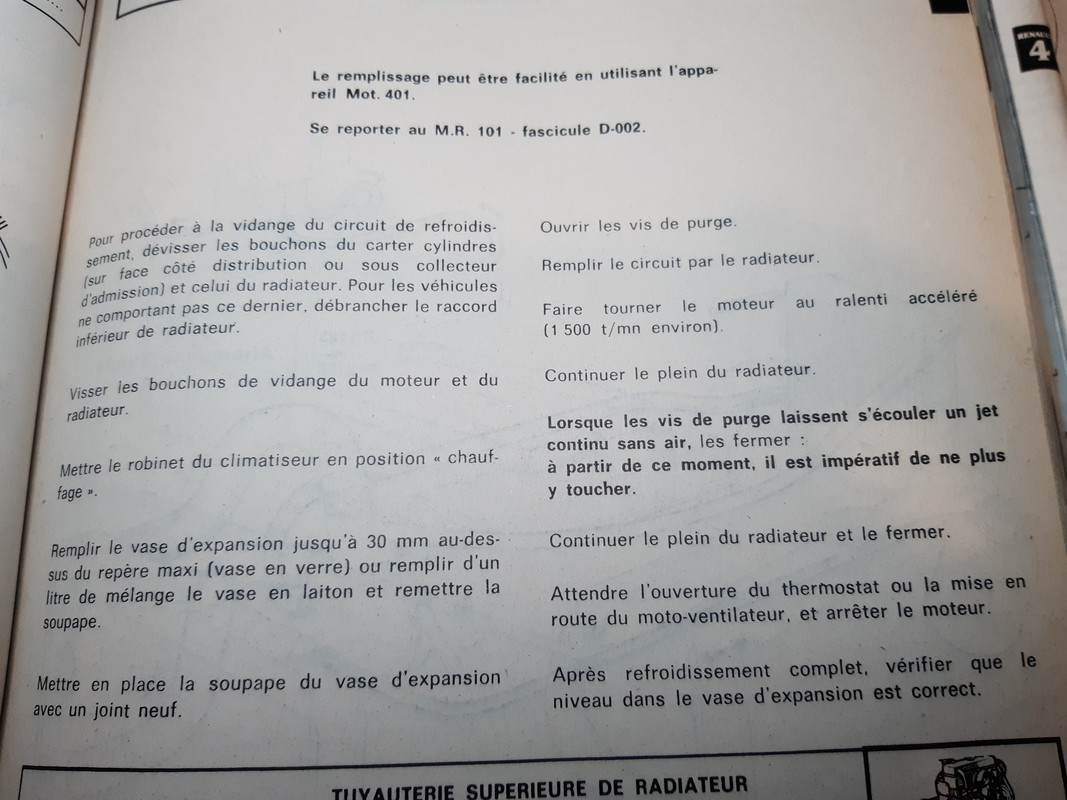 RENAULT
4
Le remplissage peut être facilité en utilisant l'appa-
reil Mot. 401.
Se reporter au M.R. 101 - fascicule D-002.
Pour procéder à la vidange du circuit de refroidis-
sement, dévisser les bouchons du carter cylindres
(sur face côté distribution ou sous collecteur
d'admission) et celui du radiateur. Pour les véhicules
ne comportant pas ce dernier, débrancher le raccord
inférieur de radiateur.
Visser les bouchons de vidange du moteur et du
radiateur.
Mettre le robinet du climatiseur en position « chauf-
fage ».
Remplir le vase d'expansion jusqu'à 30 mm au-des-
sus du repère maxi (vase en verre) ou remplir d'un
litre de mélange le vase en laiton et remettre la
soupape.
Mettre en place la soupape du vase d'expansion
avec un joint neuf.
Ouvrir les vis de purge.
Remplir le circuit par le radiateur.
Faire tourner le moteur au ralenti accéléré
(1 500 t/mn environ).
Continuer le plein du radiateur.
Lorsque les vis de purge laissent s'écouler un jet
continu sans air, les fermer :
à partir de ce moment, il est impératif de ne plus
y toucher.
Continuer le plein du radiateur et le fermer.
Attendre l'ouverture du thermostat ou la mise en
route du moto-ventilateur, et arrêter le moteur.
Après refroidissement complet, vérifier que le
niveau dans le vase d'expansion est correct.
TUYAUTERIE SUPERIEURE DE RADIATEUR